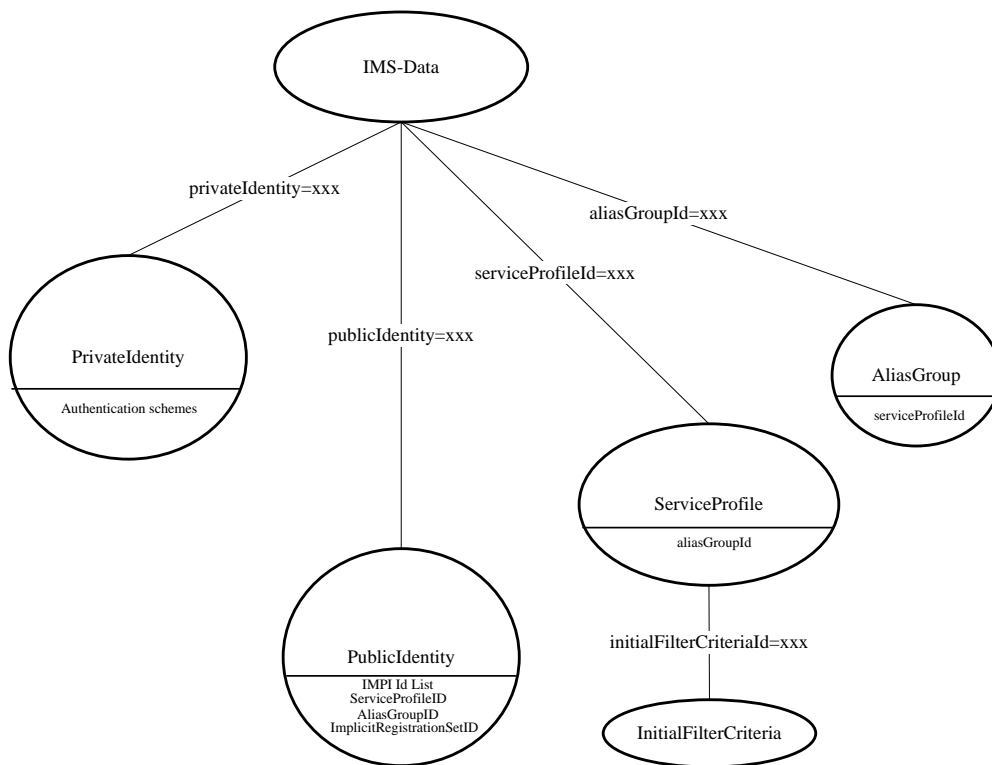 IMS-Data
privateIdentity=xxx
aliasGroupId=xxx
serviceProfileId=xxx
publicIdentity=xxx
PrivateIdentity
Authentication schemes
AliasGroup
serviceProfileId
ServiceProfile
aliasGroupId
initialFilterCriteriaId=xxx
PublicIdentity
IMPI Id List
ServiceProfileID
AliasGroupID
ImplicitRegistrationSetID
InitialFilterCriteria